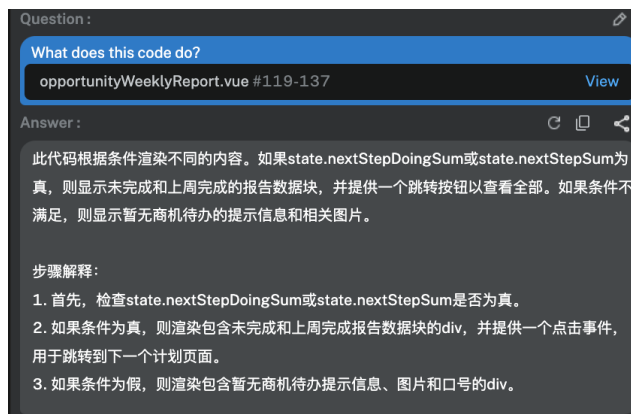 Question :
What does this code do?
opportunityWeeklyReport.vue #119-137 View
Answer :
此代码根据条件渲染不同的内容。如果state.nextStepDoingSum或state.nextStepSum为
真，则显示未完成和上周完成的报告数据块，并提供一个跳转按钮以查看全部。如果条件不
满足，则显示暂无商机待办的提示信息和相关图片。
步骤解释：
1. 首先，检查state.nextStepDoingSum或state.nextStepSum是否为真。
2. 如果条件为真，则渲染包含未完成和上周完成报告数据块的div，并提供一个点击事件，
用于跳转到下一个计划页面。
3. 如果条件为假，则渲染包含暂无商机待办提示信息、图片和口号的div。